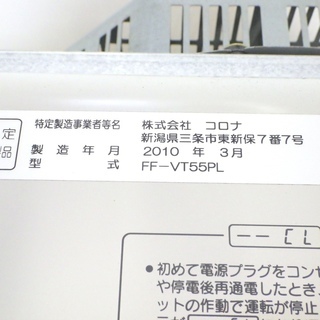 定
品
特定製造事業者等名 株式会社 コロナ
新潟県三条市東新保7番7号
製造年月 2010 年 3月
型式 FF-VT55PL
-- CL
●初めて電源プラグをコンセ
や停電後再通電したとき、
ットの作動で運転が停止